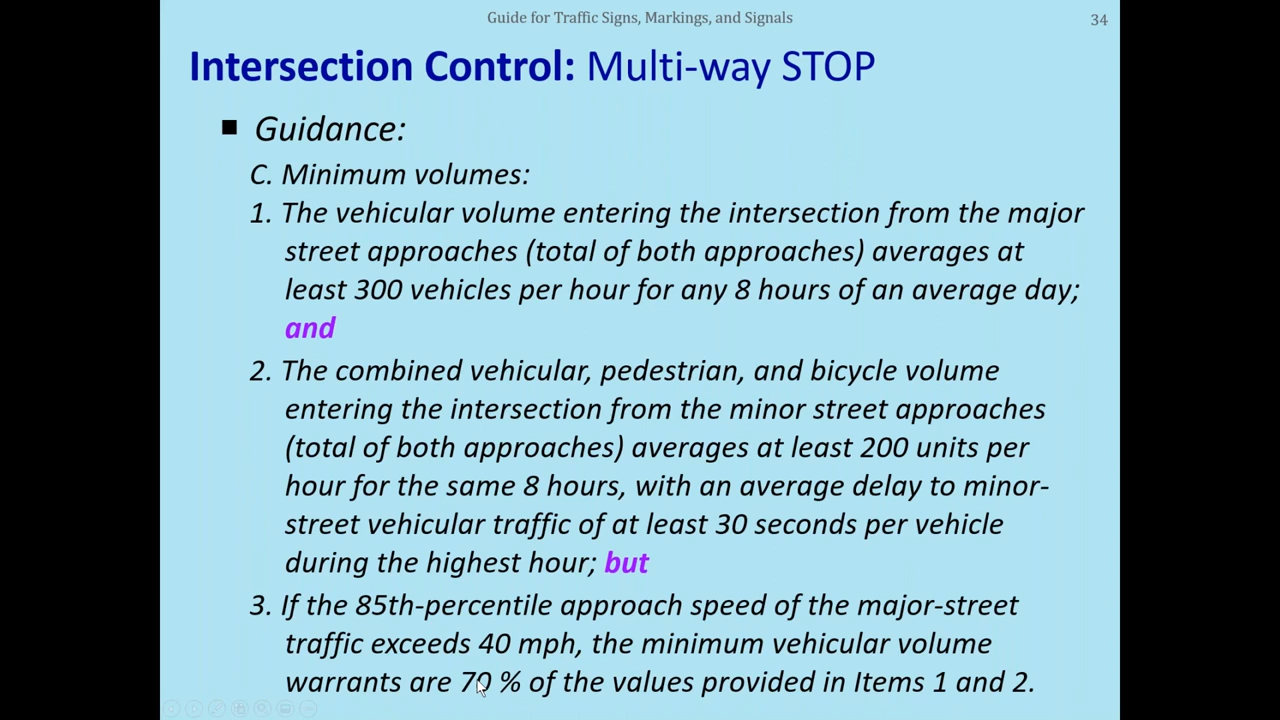 Guide for Traffic Signs, Markings, and Signals
34
Intersection Control: Multi-way STOP
■ Guidance:
C. Minimum volumes:
1. The vehicular volume entering the intersection from the major
street approaches (total of both approaches) averages at
least 300 vehicles per hour for any 8 hours of an average day;
and
2. The combined vehicular, pedestrian, and bicycle volume
entering the intersection from the minor street approaches
(total of both approaches) averages at least 200 units per
hour for the same 8 hours, with an average delay to minor-
street vehicular traffic of at least 30 seconds per vehicle
during the highest hour; but
3. If the 85th-percentile approach speed of the major-street
traffic exceeds 40 mph, the minimum vehicular volume
warrants are 70 % of the values provided in Items 1 and 2.